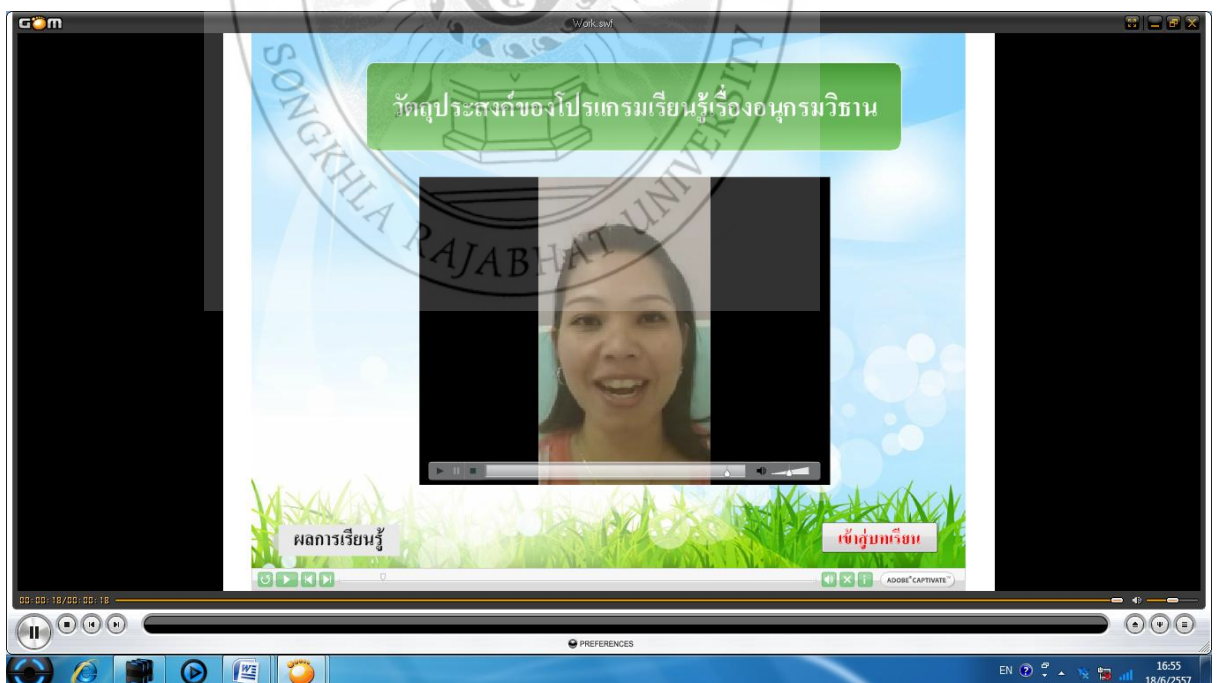 GOM
Work.swf
SONGKHLA RAJABHAT UNIVERSITY
วัตถุประสงค์ของโปรแกรมเรียนรู้เรื่องอนุกรมวิธาน
ผลการเรียนรู้
เข้าสู่บทเรียน
ADOBE® CAPTIVATE™
00:00:18/00:00:18
PREFERENCES
EN
16:55
18/6/2557